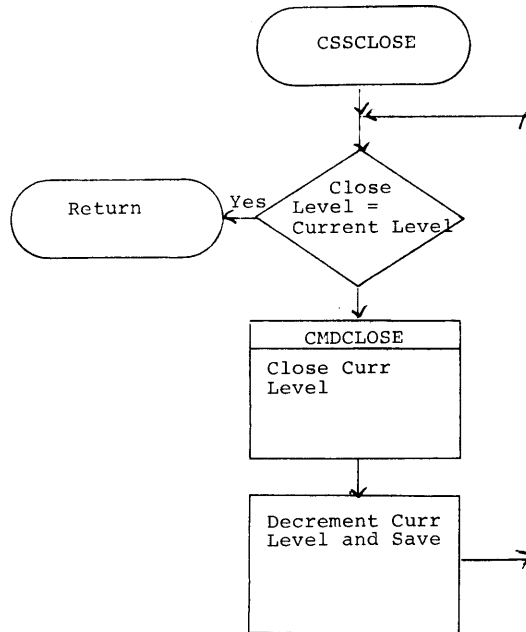 CSSCLOSE
Close
Level =
Current Level
Yes
Return
CMDCLOSE
Close Curr
Level
Decrement Curr
Level and Save